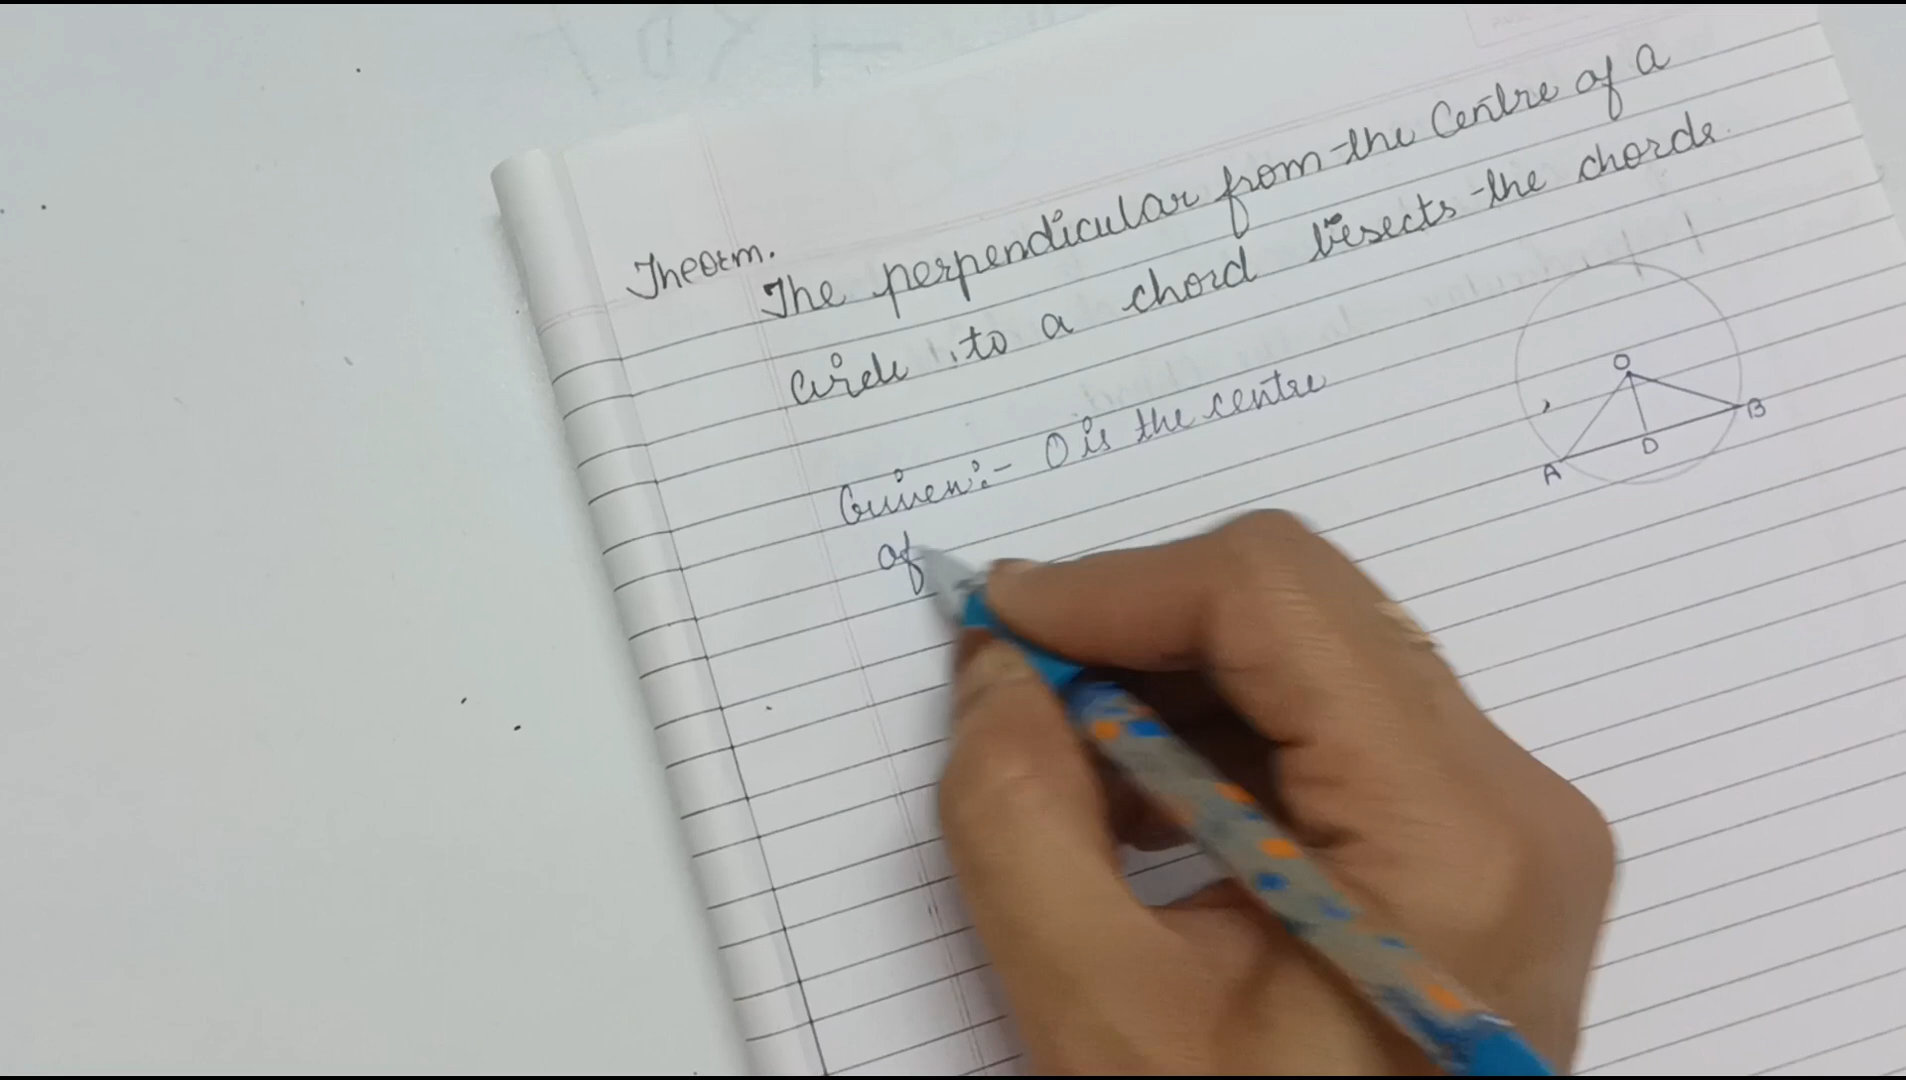 Theorm.
The perpendicular from the Centre of a
Circle to a chord bisects the chords.
Given:- O is the centre
of
O
A
D
B